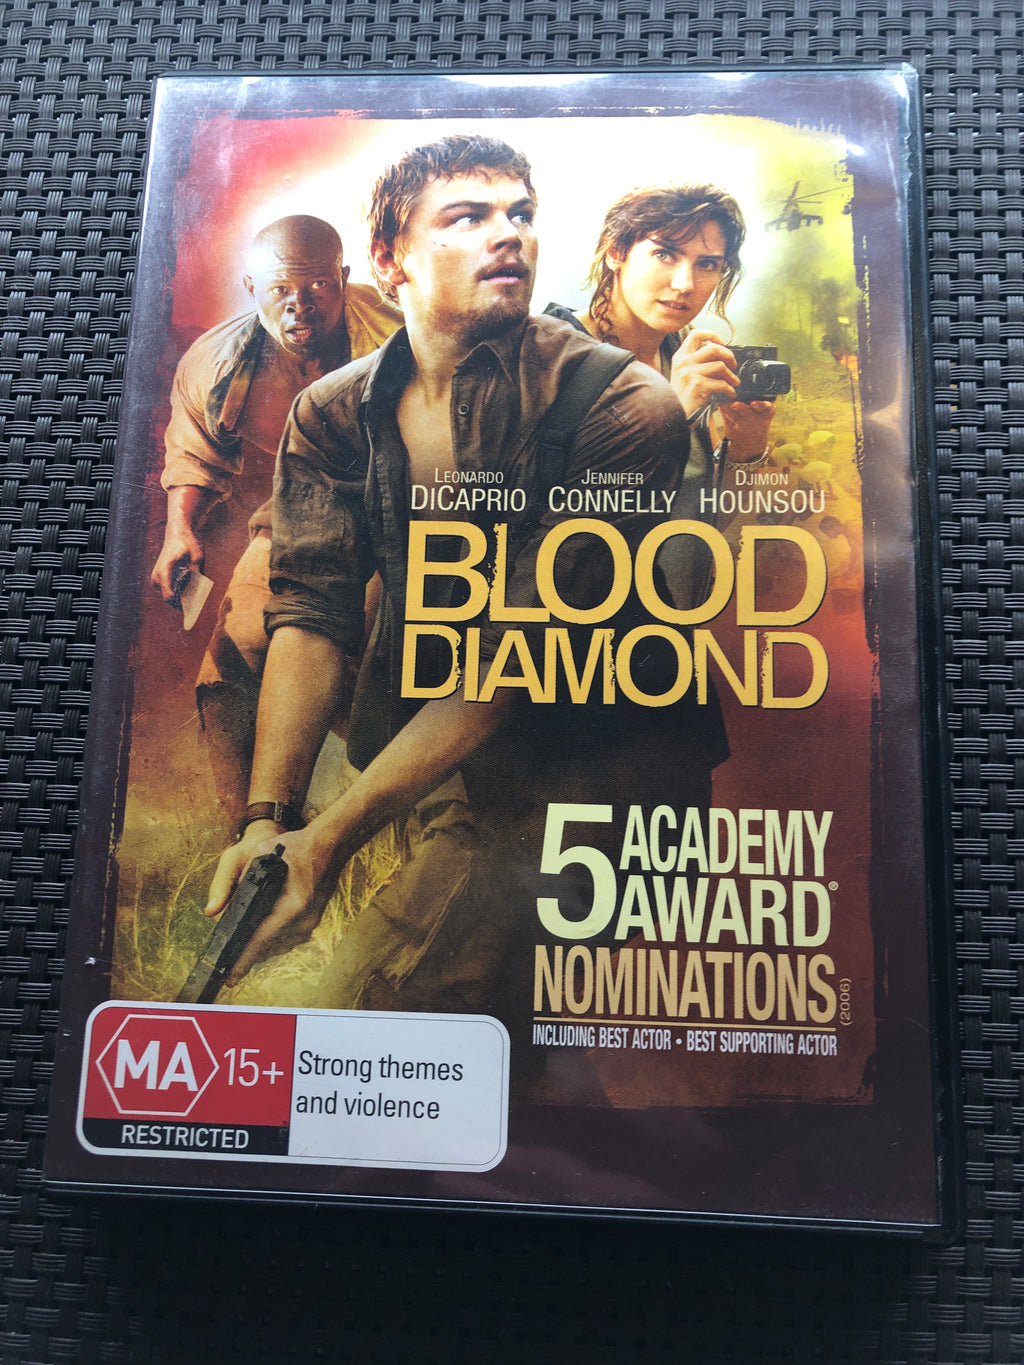 LEONARDO JENNIFER DJIMON
DICAPRIO CONNELLY HOUNSOU
BLOOD
DIAMOND
5 ACADEMY
AWARD®
NOMINATIONS
(2006)
INCLUDING BEST ACTOR • BEST SUPPORTING ACTOR
MA 15+
RESTRICTED
Strong themes
and violence